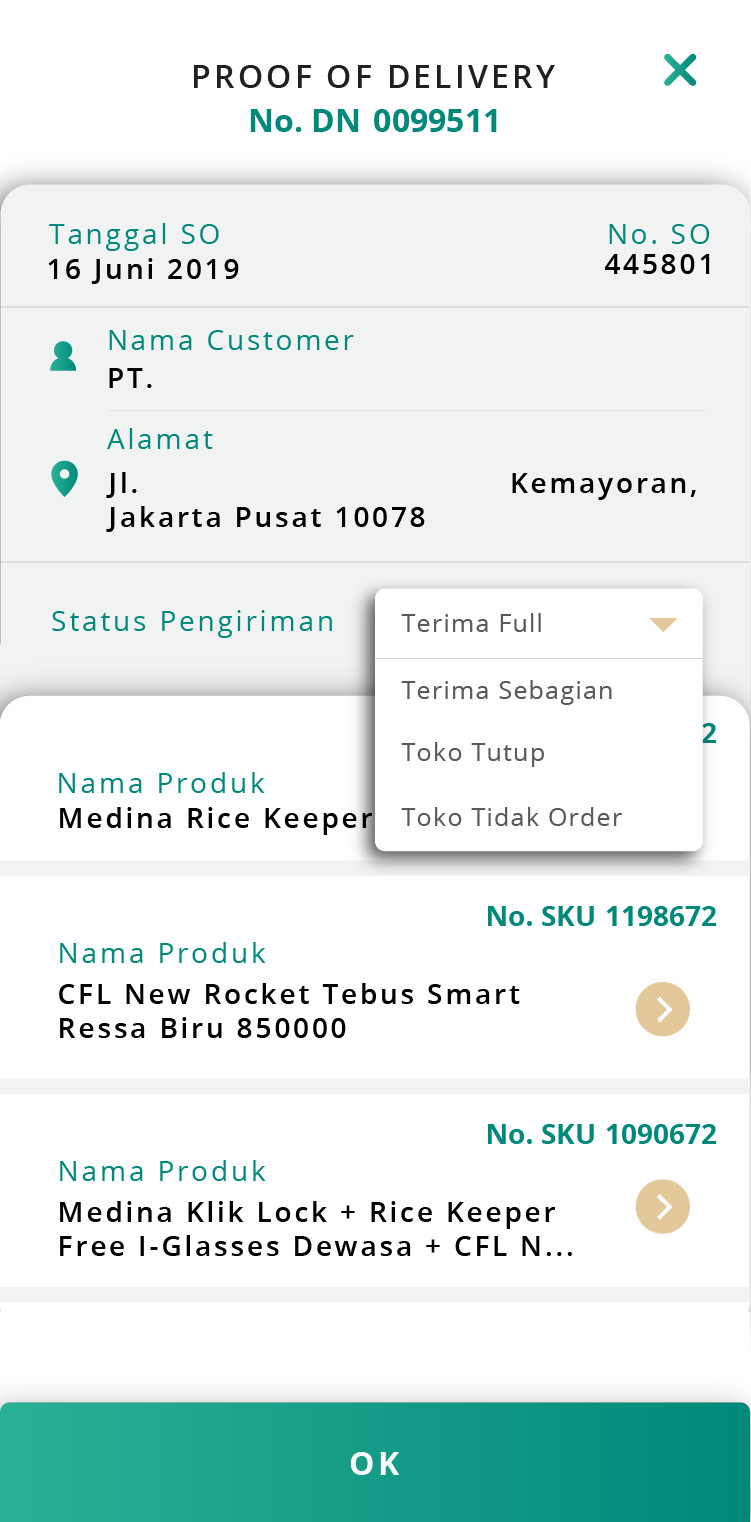 PROOF OF DELIVERY
No. DN 0099511
Tanggal SO
No. SO
16 Juni 2019
445801
Nama Customer
PT.
Alamat
Jl. Kemayoran,
Jakarta Pusat 10078
Status Pengiriman
Terima Full
Terima Sebagian
Toko Tutup
Toko Tidak Order
2
Nama Produk
Medina Rice Keeper
No. SKU 1198672
Nama Produk
CFL New Rocket Tebus Smart
Ressa Biru 850000
No. SKU 1090672
Nama Produk
Medina Klik Lock + Rice Keeper
Free I-Glasses Dewasa + CFL N...
OK